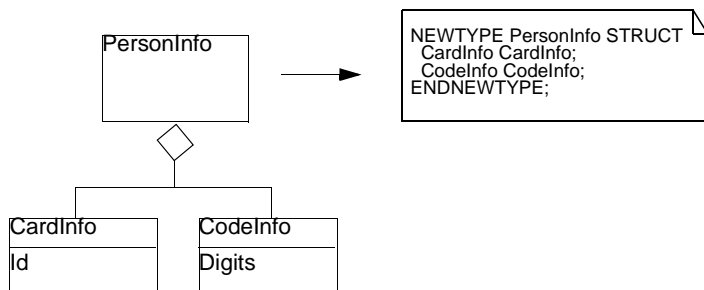 PersonInfo
NEWTYPE PersonInfo STRUCT
CardInfo CardInfo;
CodeInfo CodeInfo;
ENDNEWTYPE;
CardInfo
Id
CodeInfo
Digits